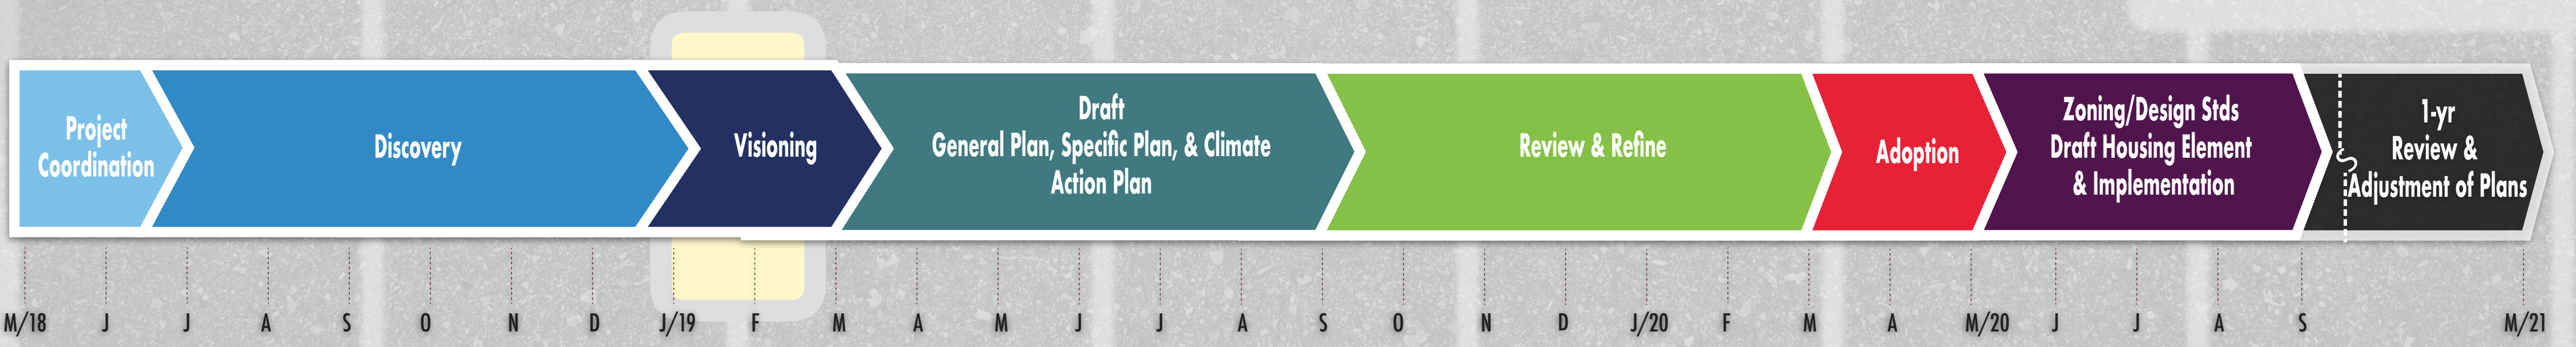 Project
Coordination
Discovery
Visioning
Draft
General Plan, Specific Plan, & Climate
Action Plan
Review & Refine
Adoption
Zoning/Design Stds
Draft Housing Element
& Implementation
1-yr
Review &
Adjustment of Plans
M/18 J J A S O N D J/19 F M A M J J A S O N D J/20 F M A M/20 J J A S M/21